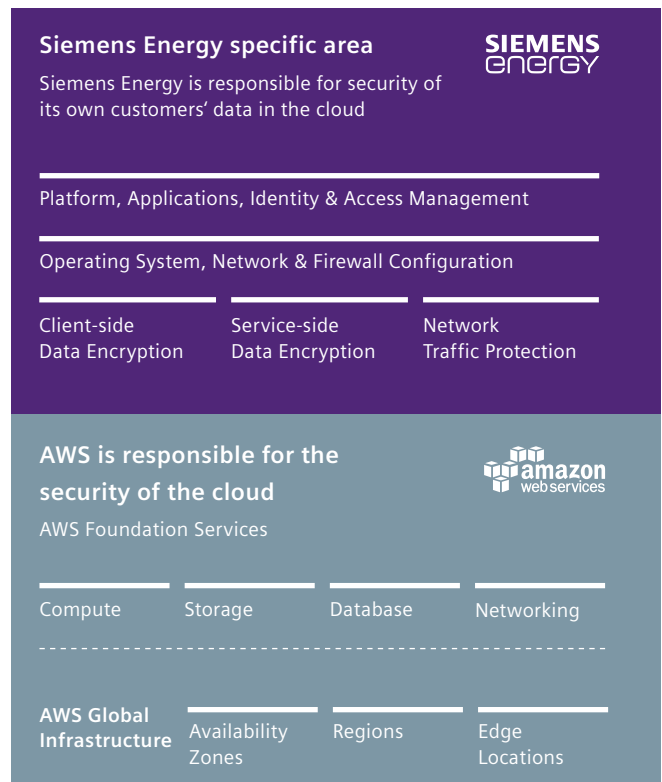 Siemens Energy specific area
SIEMENS
energy
Siemens Energy is responsible for security of
its own customers‘ data in the cloud
Platform, Applications, Identity & Access Management
Operating System, Network & Firewall Configuration
Client-side
Data Encryption
Service-side
Data Encryption
Network
Traffic Protection
AWS is responsible for the
security of the cloud
amazon
webservices
AWS Foundation Services
Compute
Storage
Database
Networking
AWS Global
Infrastructure
Availability
Zones
Regions
Edge
Locations